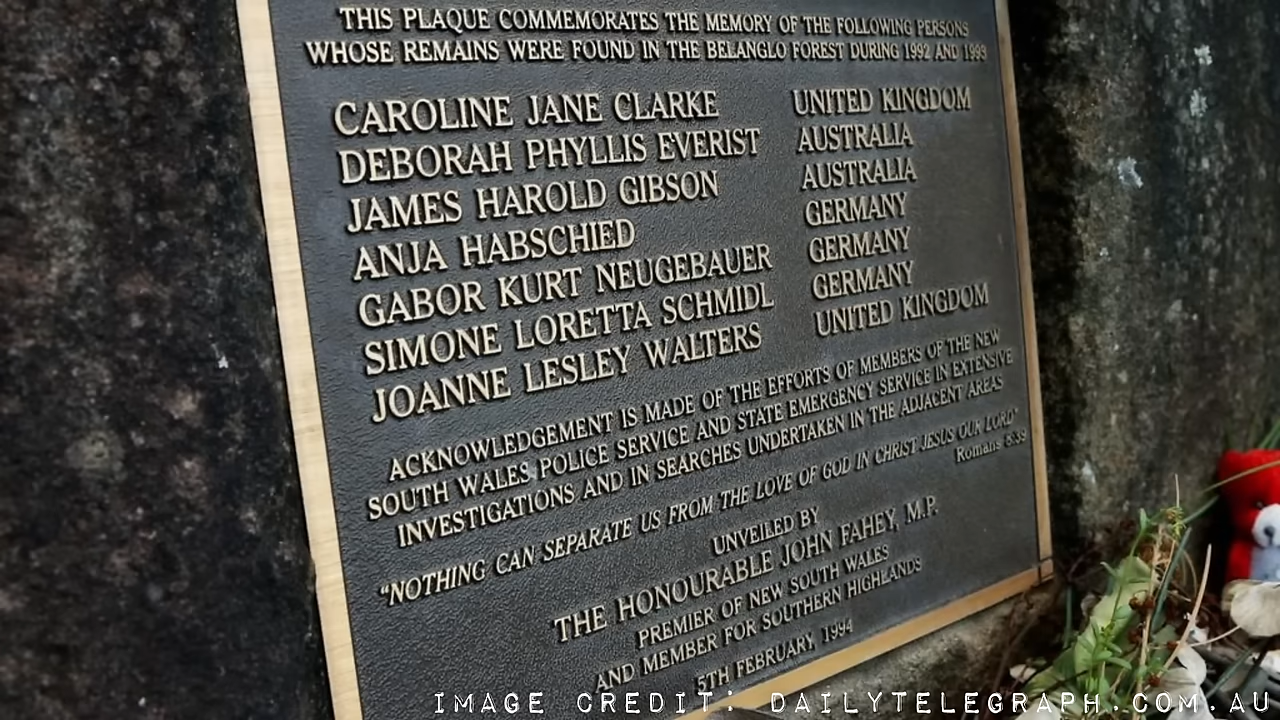 THIS PLAQUE COMMEMORATES THE MEMORY OF THE FOLLOWING PERSONS
WHOSE REMAINS WERE FOUND IN THE BELANGLO FOREST DURING 1992 AND 1993
CAROLINE JANE CLARKE UNITED KINGDOM
DEBORAH PHYLLIS EVERIST AUSTRALIA
JAMES HAROLD GIBSON AUSTRALIA
ANJA HABSCHIED GERMANY
GABOR KURT NEUGEBAUER GERMANY
SIMONE LORETTA SCHMIDL GERMANY
JOANNE LESLEY WALTERS UNITED KINGDOM
ACKNOWLEDGEMENT IS MADE OF THE EFFORTS OF MEMBERS OF THE NEW
SOUTH WALES POLICE SERVICE AND STATE EMERGENCY SERVICE IN EXTENSIVE
INVESTIGATIONS AND IN SEARCHES UNDERTAKEN IN THE ADJACENT AREAS
"NOTHING CAN SEPARATE US FROM THE LOVE OF GOD IN CHRIST JESUS OUR LORD"
Romans 8:39
UNVEILED BY
THE HONOURABLE JOHN FAHEY, M.P.
PREMIER OF NEW SOUTH WALES
AND MEMBER FOR SOUTHERN HIGHLANDS
5TH FEBRUARY, 1994
IMAGE CREDIT: DAILYTELEGRAPH.COM.AU